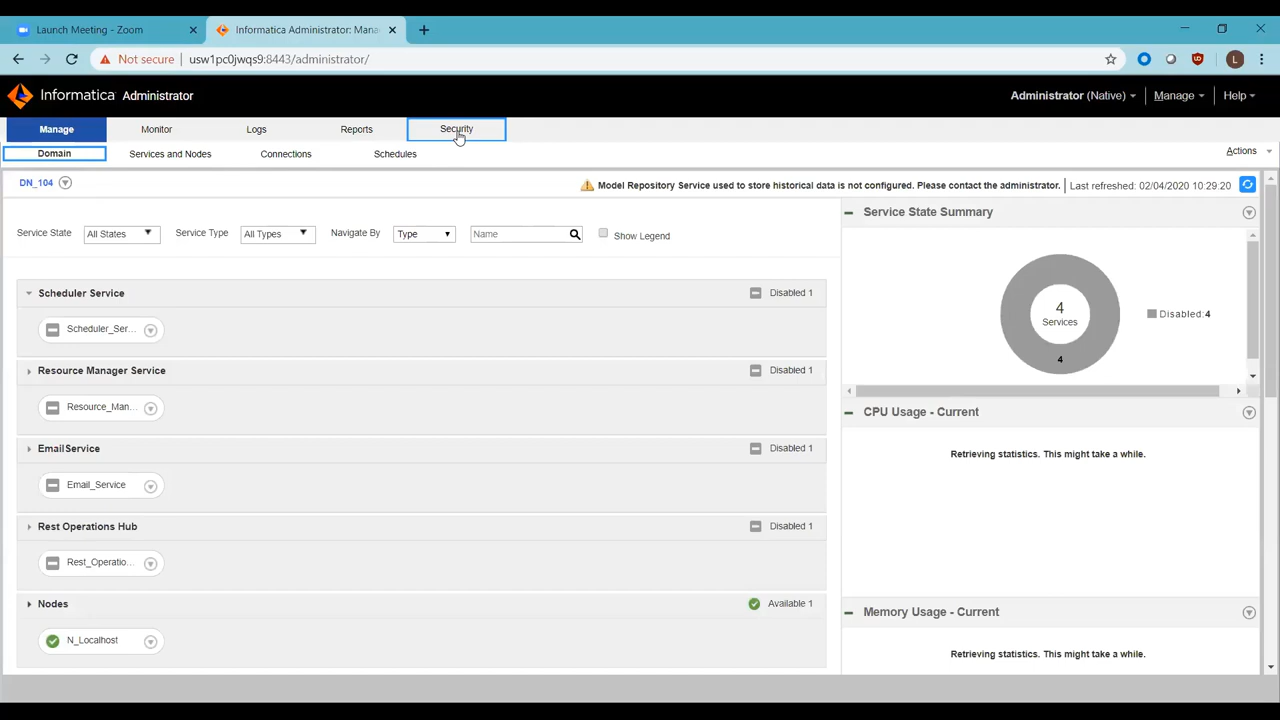 Launch Meeting - Zoom
Informatica Administrator: Mana
Not secure
usw1pc0jwqs9:8443/administrator/
L
Informatica Administrator
Administrator (Native)
Manage
Help
Manage
Monitor
Logs
Reports
Security
Domain
Services and Nodes
Connections
Schedules
Actions
DN_104
Model Repository Service used to store historical data is not configured. Please contact the administrator.
Last refreshed: 02/04/2020 10:29:20
Service State
All States
Service Type
All Types
Navigate By
Type
Name
Show Legend
Service State Summary
Scheduler Service
Disabled 1
Scheduler_Ser...
4
Services
4
Disabled:4
Resource Manager Service
Disabled 1
Resource_Man...
CPU Usage - Current
Retrieving statistics. This might take a while.
EmailService
Disabled 1
Email_Service
Rest Operations Hub
Disabled 1
Rest_Operatio...
Nodes
Available 1
N_Localhost
Memory Usage - Current
Retrieving statistics. This might take a while.